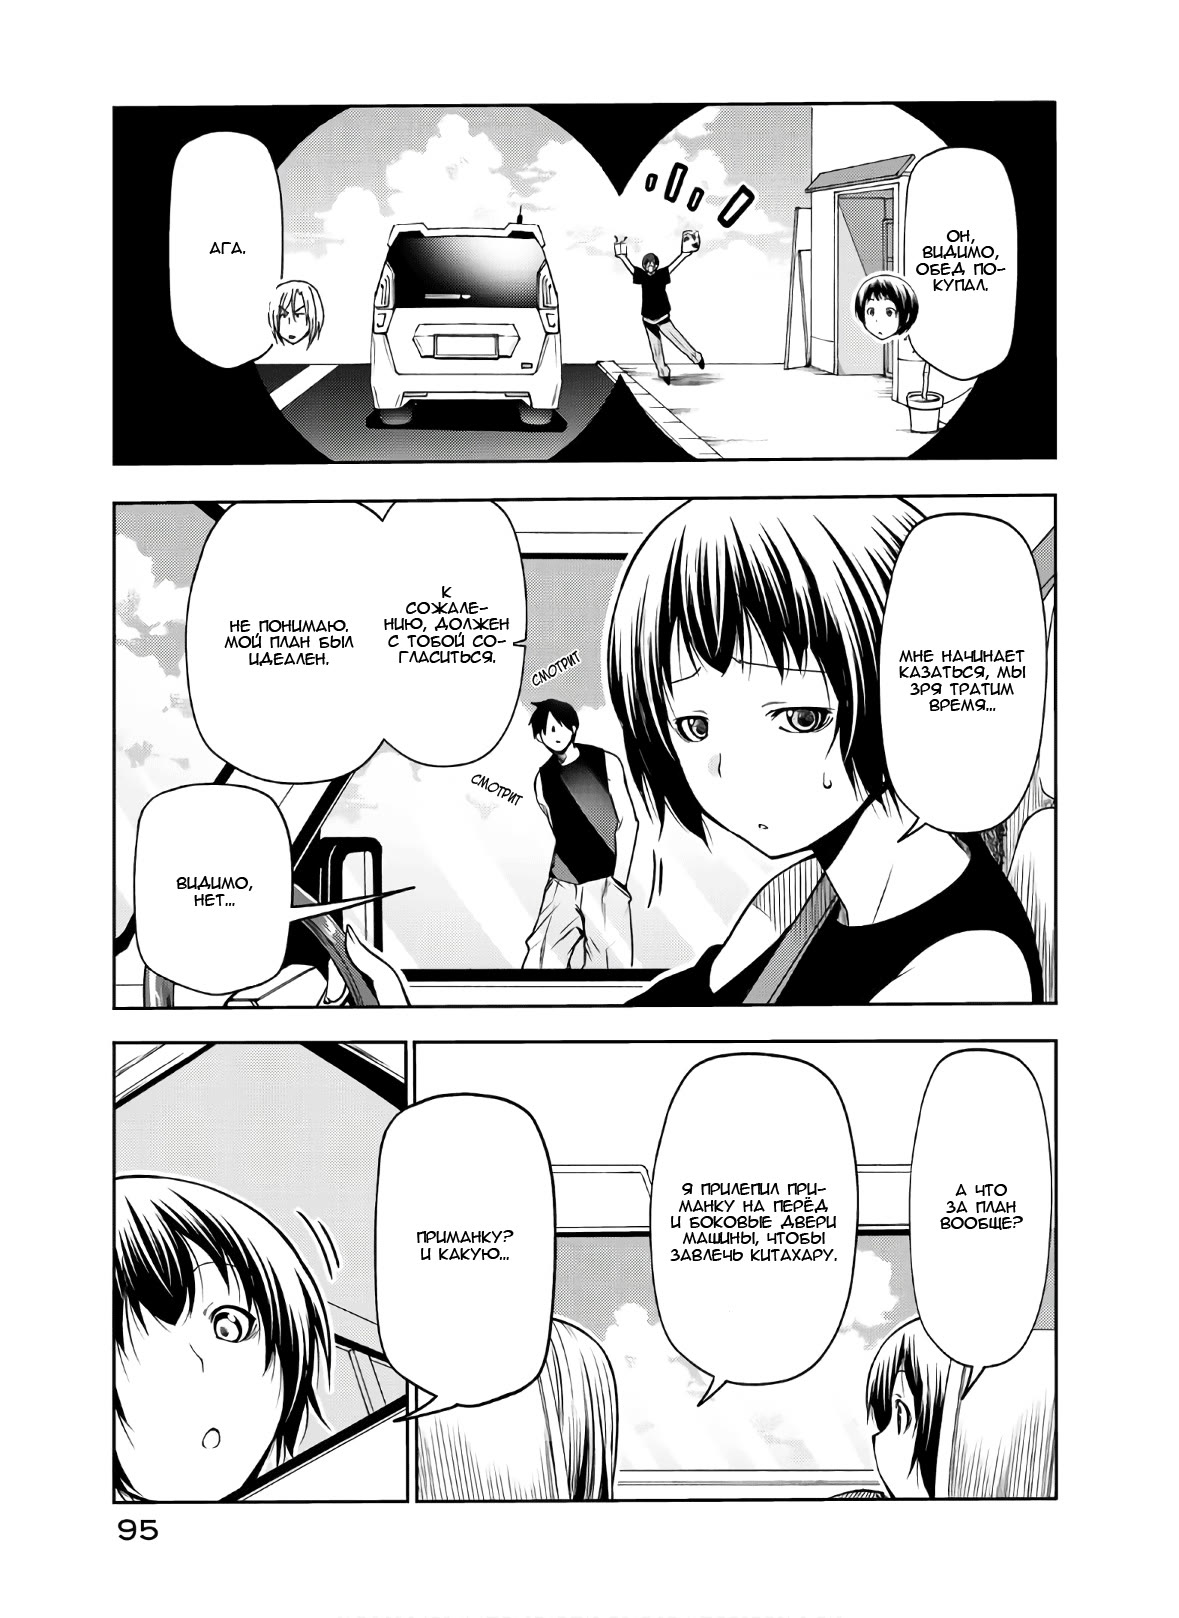 ОН,
ВИДИМО,
ОБЕД ПО-
КУПАЛ.
АГА.
МНЕ НАЧИНАЕТ
КАЗАТЬСЯ, МЫ
ЗРЯ ТРАТИМ
ВРЕМЯ...
К
СОЖАЛЕ-
НИЮ, ДОЛЖЕН
С ТОБОЙ СО-
ГЛАСИТЬСЯ.
НЕ ПОНИМАЮ.
МОЙ ПЛАН БЫЛ
ИДЕАЛЕН.
СМОТРИТ
СМОТРИТ
ВИДИМО,
НЕТ...
А ЧТО
ЗА ПЛАН
ВООБЩЕ?
Я ПРИЛЕПИЛ ПРИ-
МАНКУ НА ПЕРЁД
И БОКОВЫЕ ДВЕРИ
МАШИНЫ, ЧТОБЫ
ЗАВЛЕЧЬ КИТАХАРУ.
ПРИМАНКУ?
И КАКУЮ...
95